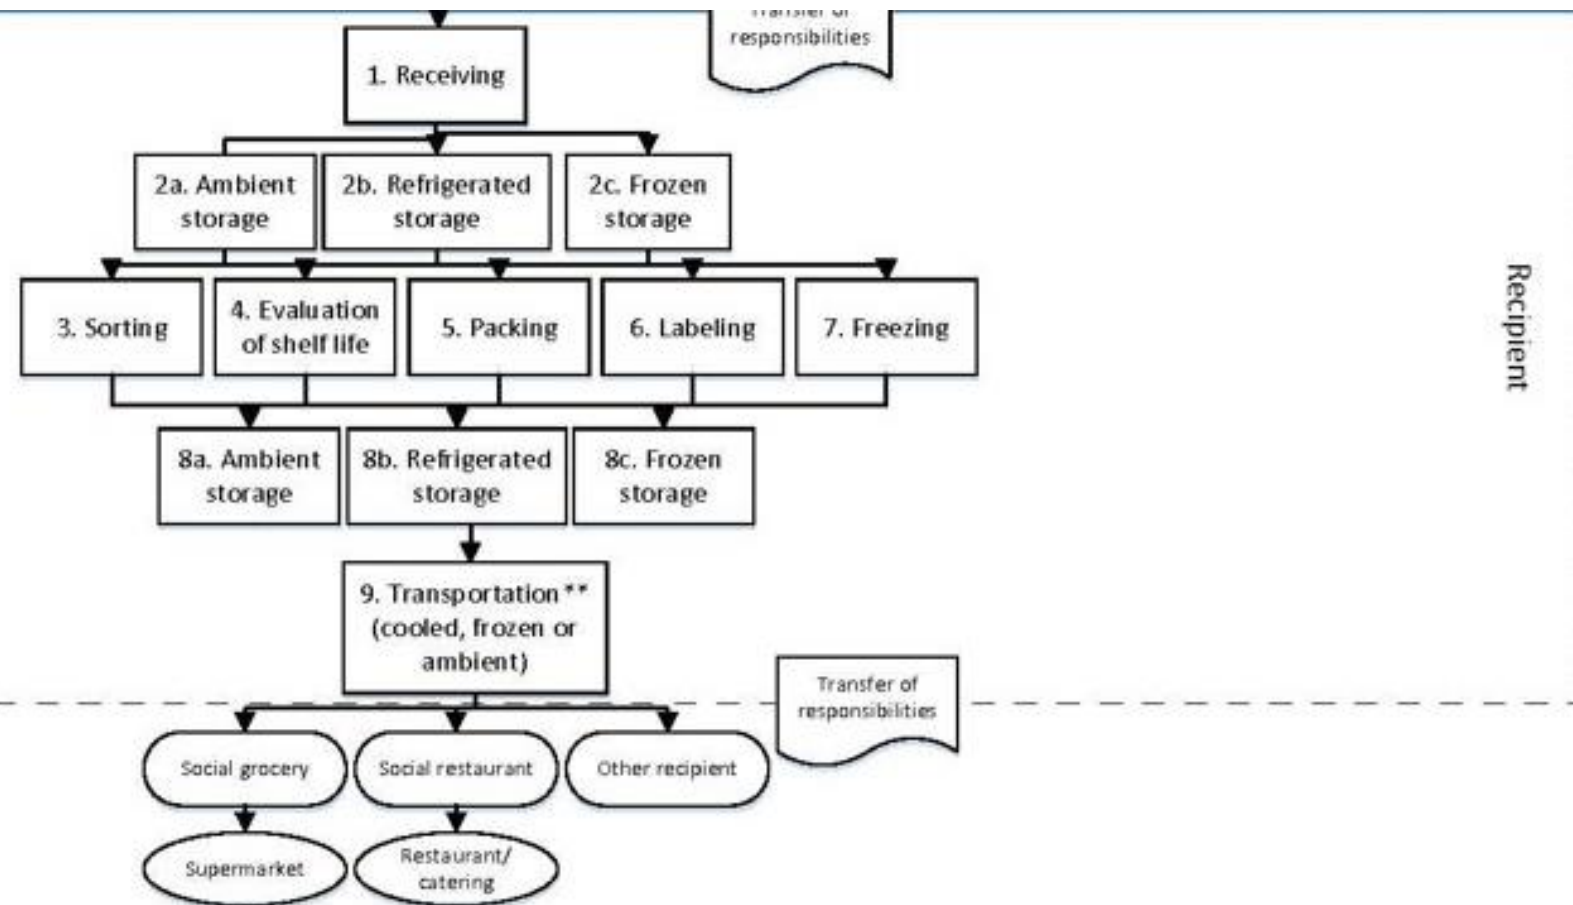 Transfer of
responsibilities
1. Receiving
2a. Ambient
storage
2b. Refrigerated
storage
2c. Frozen
storage
3. Sorting
4. Evaluation
of shelf life
5. Packing
6. Labeling
7. Freezing
Recipient
8a. Ambient
storage
8b. Refrigerated
storage
8c. Frozen
storage
9. Transportation **
(cooled, frozen or
ambient)
Transfer of
responsibilities
Social grocery
Social restaurant
Other recipient
Supermarket
Restaurant/
catering